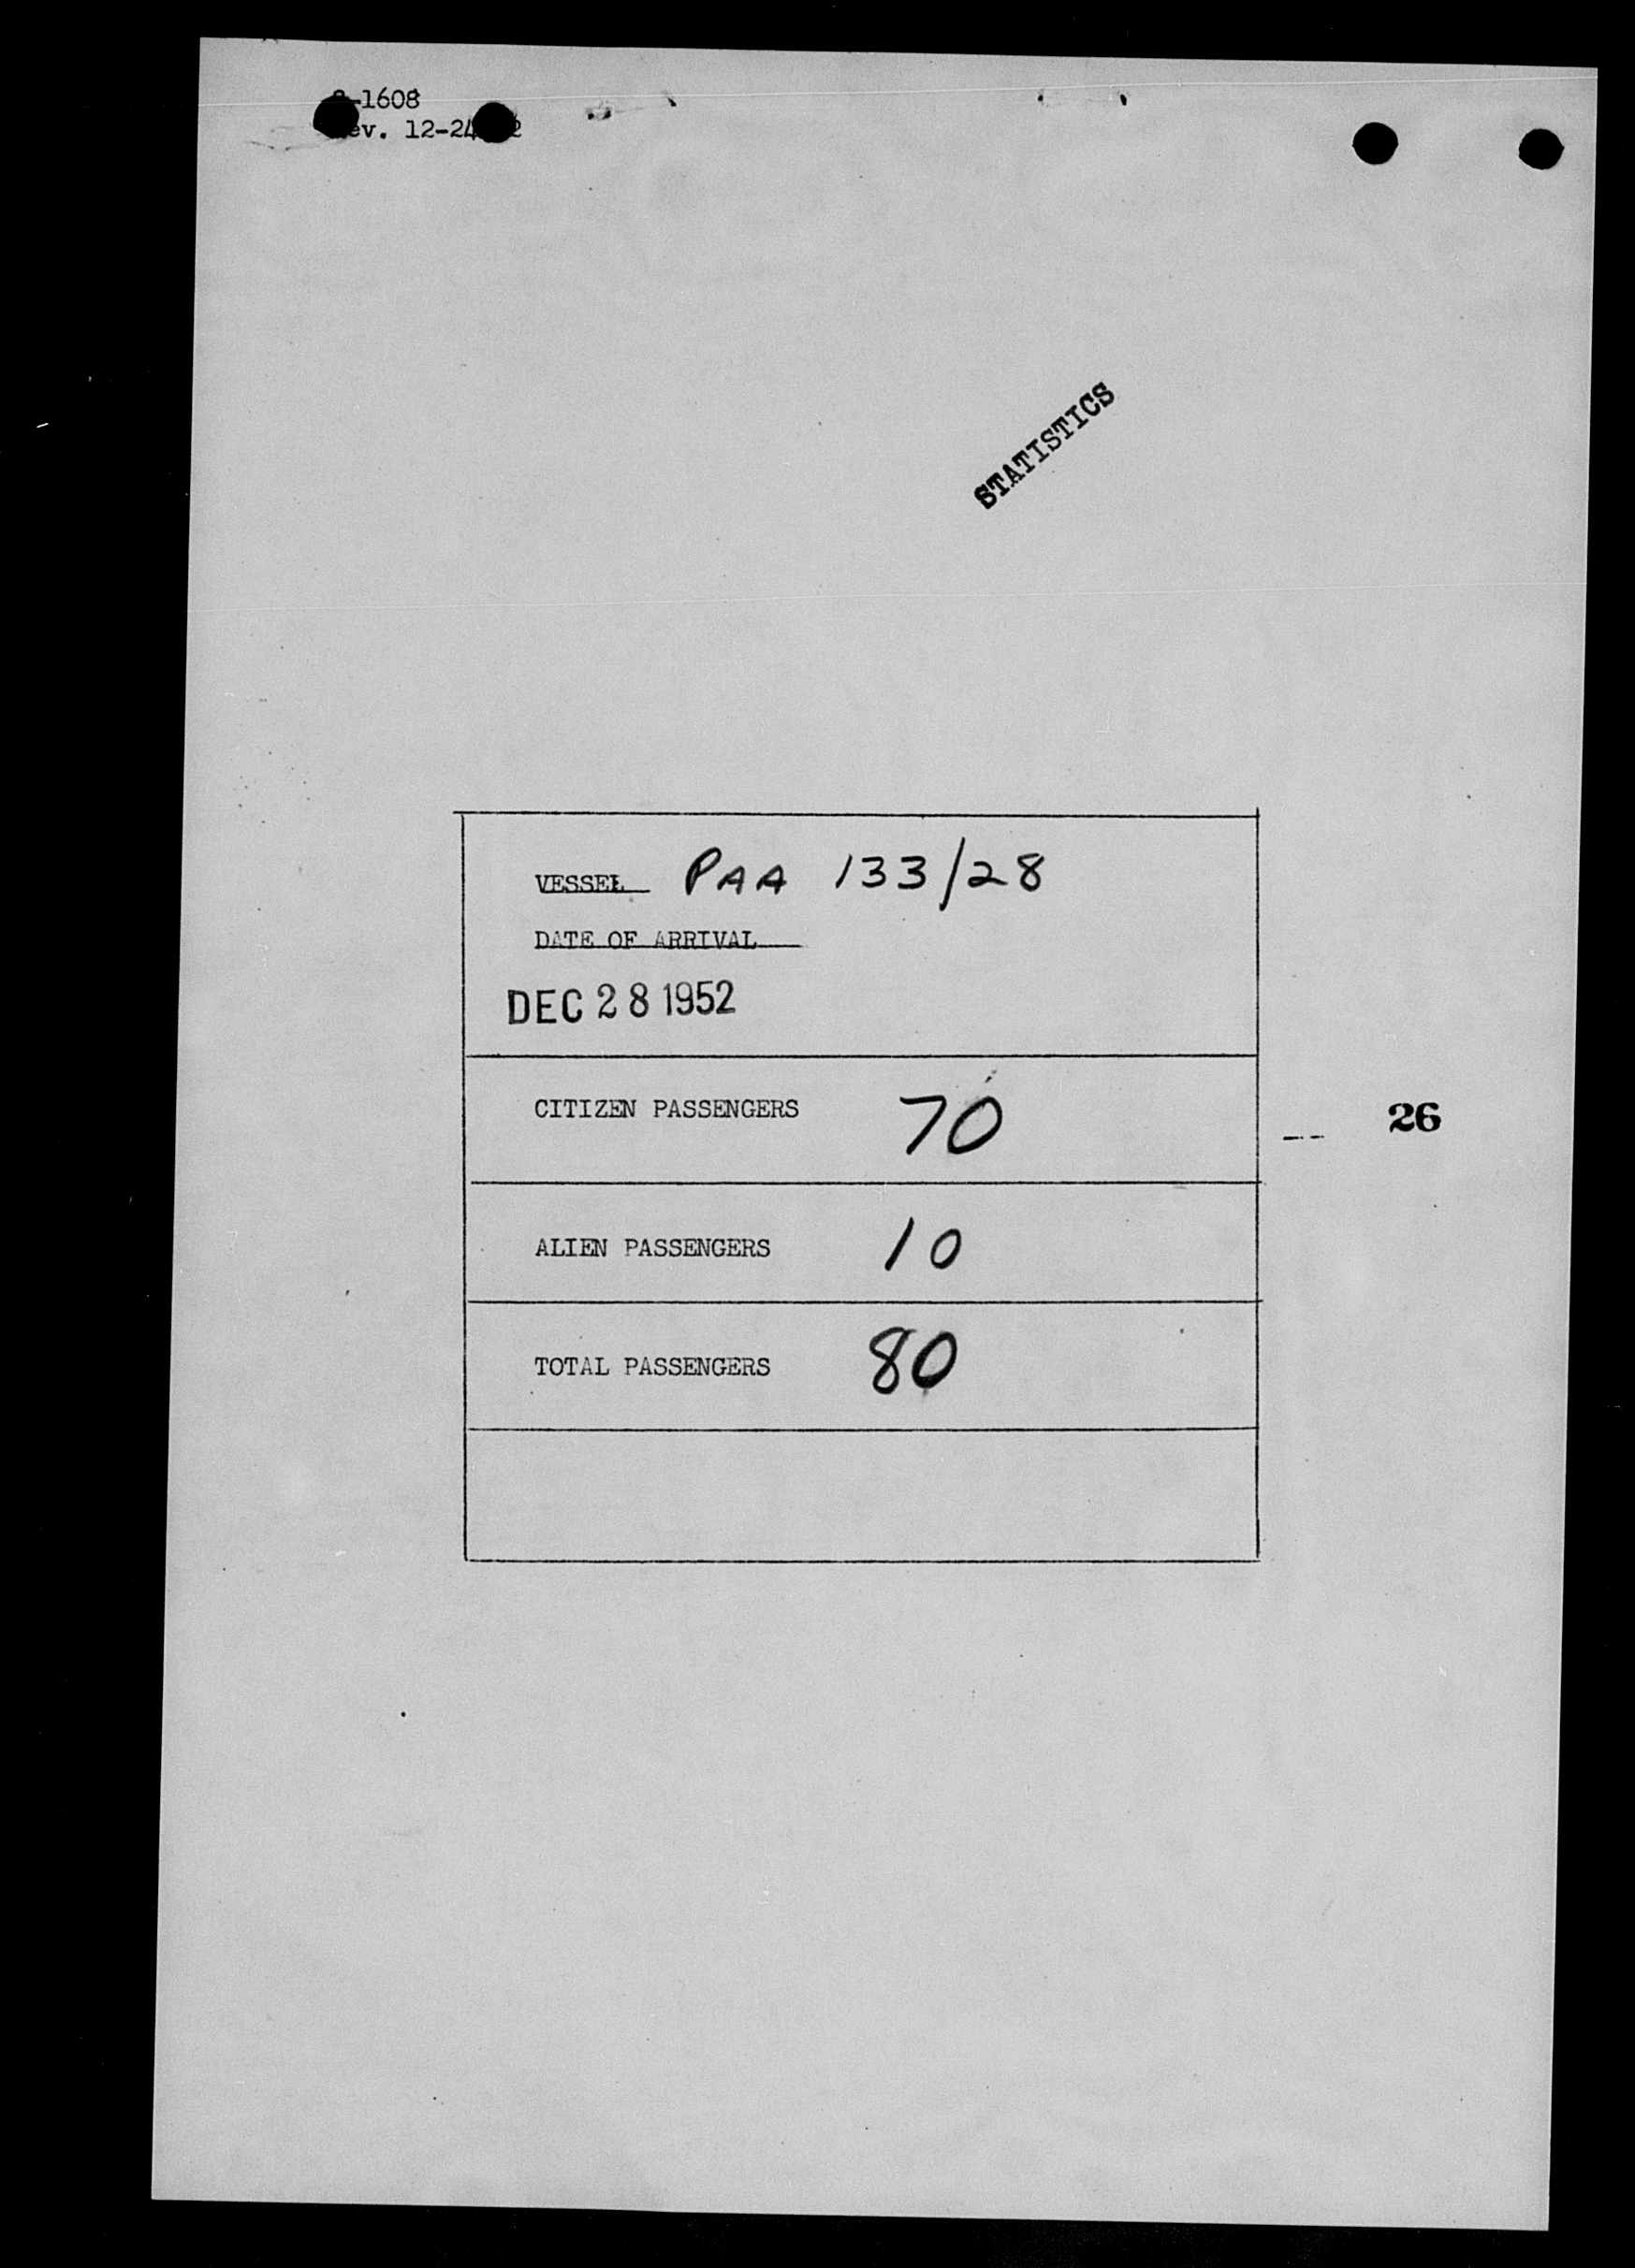 -1608
ev. 12-24
STATISTICS
VESSEL PAA 133/28
DATE OF ARRIVAL
DEC 28 1952
CITIZEN PASSENGERS 70
26
ALIEN PASSENGERS 10
TOTAL PASSENGERS 80